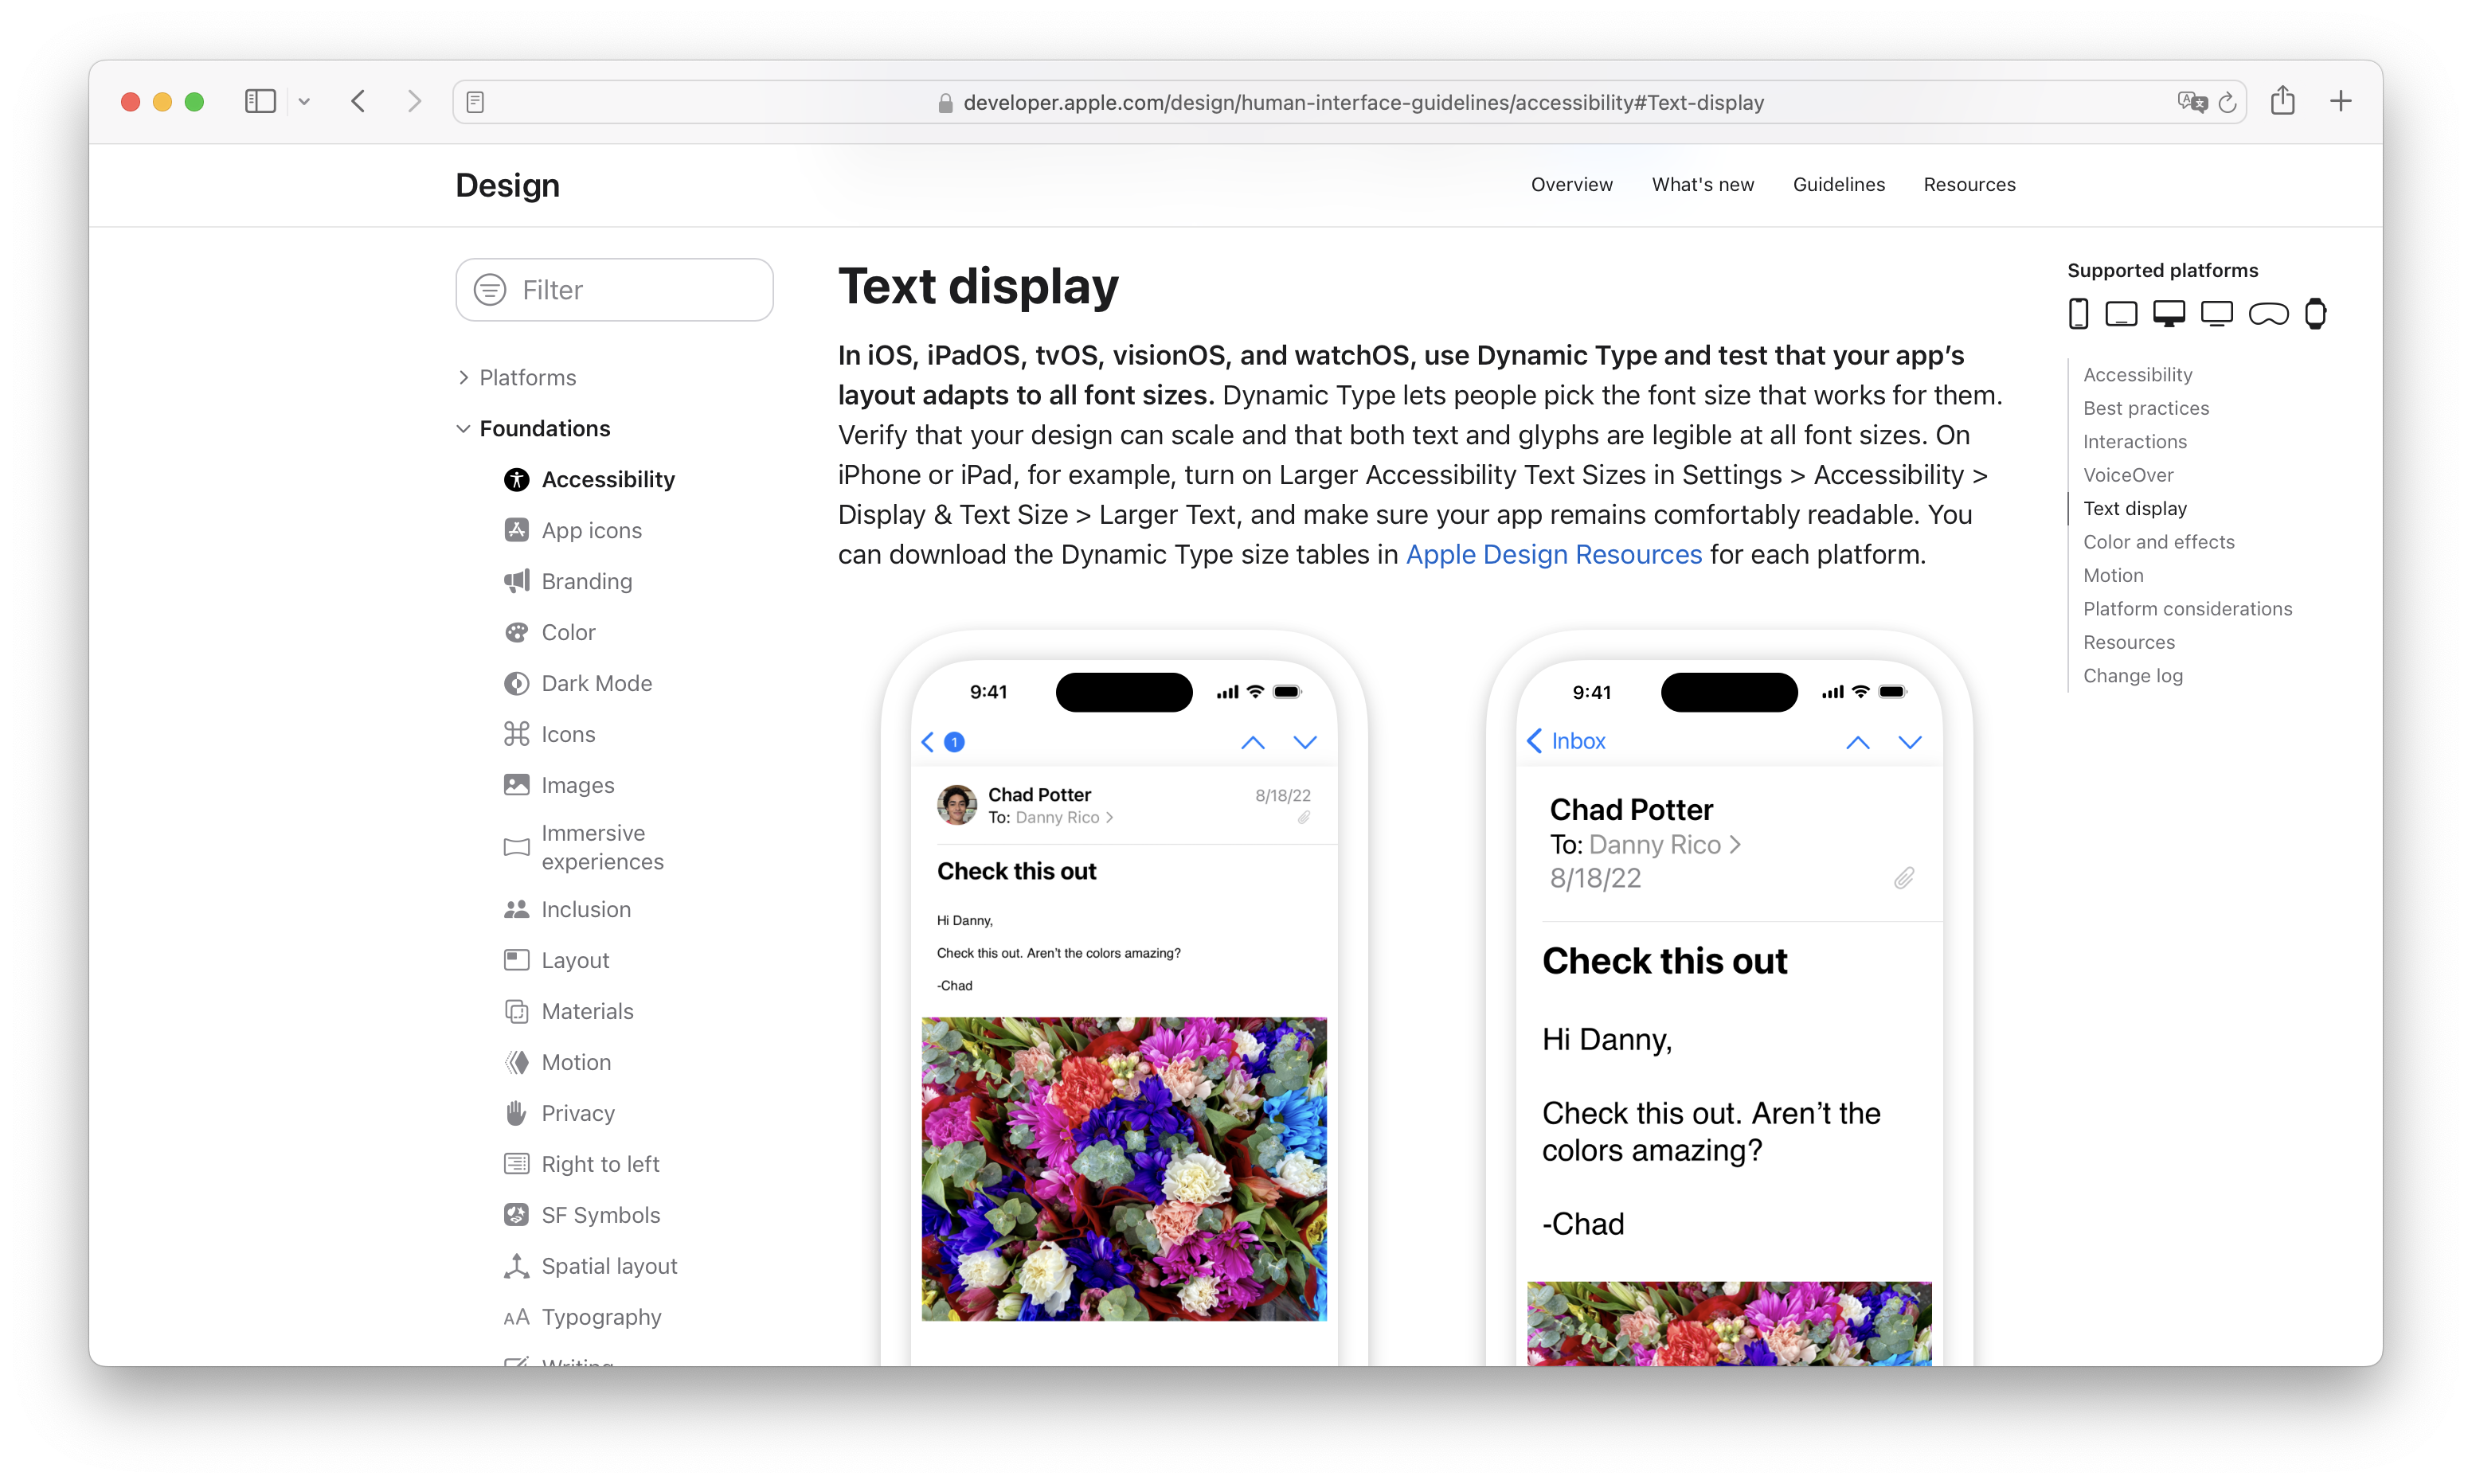 developer.apple.com/design/human-interface-guidelines/accessibility#Text-display
Design
Overview
What's new
Guidelines
Resources
Filter
Platforms
Foundations
Accessibility
App icons
Branding
Color
Dark Mode
Icons
Images
Immersive
experiences
Inclusion
Layout
Materials
Motion
Privacy
Right to left
SF Symbols
Spatial layout
AA Typography
Writing
Text display
In iOS, iPadOS, tvOS, visionOS, and watchOS, use Dynamic Type and test that your app’s
layout adapts to all font sizes. Dynamic Type lets people pick the font size that works for them.
Verify that your design can scale and that both text and glyphs are legible at all font sizes. On
iPhone or iPad, for example, turn on Larger Accessibility Text Sizes in Settings > Accessibility >
Display & Text Size > Larger Text, and make sure your app remains comfortably readable. You
can download the Dynamic Type size tables in Apple Design Resources for each platform.
9:41
1
Chad Potter
8/18/22
To: Danny Rico >
Check this out
Hi Danny,
Check this out. Aren't the colors amazing?
-Chad
9:41
Inbox
Chad Potter
To: Danny Rico >
8/18/22
Check this out
Hi Danny,
Check this out. Aren’t the
colors amazing?
-Chad
Supported platforms
Accessibility
Best practices
Interactions
VoiceOver
Text display
Color and effects
Motion
Platform considerations
Resources
Change log